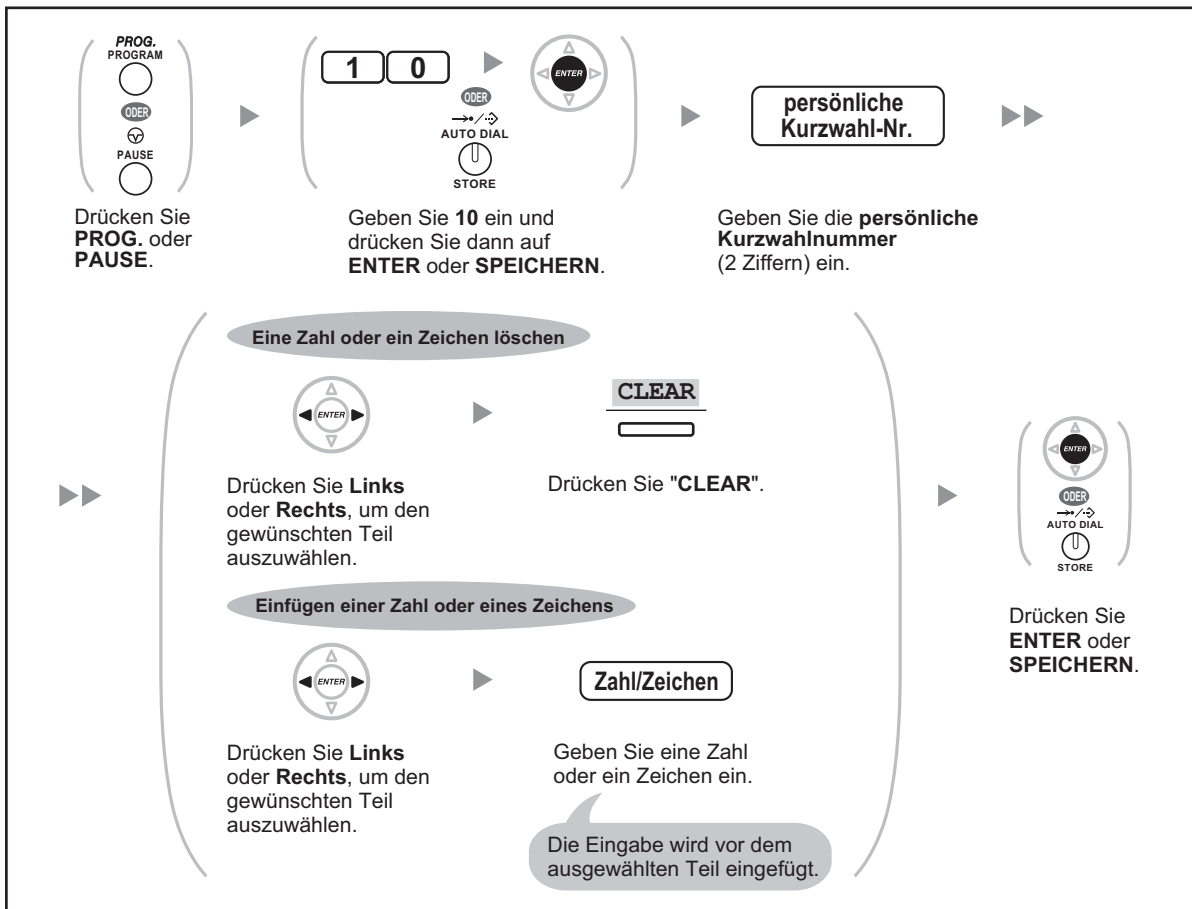 PROG.
PROGRAM
ODER
PAUSE
Drücken Sie
PROG. oder
PAUSE.
1 0
ENTER
ODER
AUTO DIAL
STORE
Geben Sie 10 ein und
drücken Sie dann auf
ENTER oder SPEICHERN.
persönliche
Kurzwahl-Nr.
Geben Sie die persönliche
Kurzwahlnummer
(2 Ziffern) ein.
Eine Zahl oder ein Zeichen löschen
ENTER
Drücken Sie Links
oder Rechts, um den
gewünschten Teil
auszuwählen.
CLEAR
Drücken Sie "CLEAR".
Einfügen einer Zahl oder eines Zeichens
ENTER
Drücken Sie Links
oder Rechts, um den
gewünschten Teil
auszuwählen.
Zahl/Zeichen
Geben Sie eine Zahl
oder ein Zeichen ein.
Die Eingabe wird vor dem
ausgewählten Teil eingefügt.
ENTER
ODER
AUTO DIAL
STORE
Drücken Sie
ENTER oder
SPEICHERN.